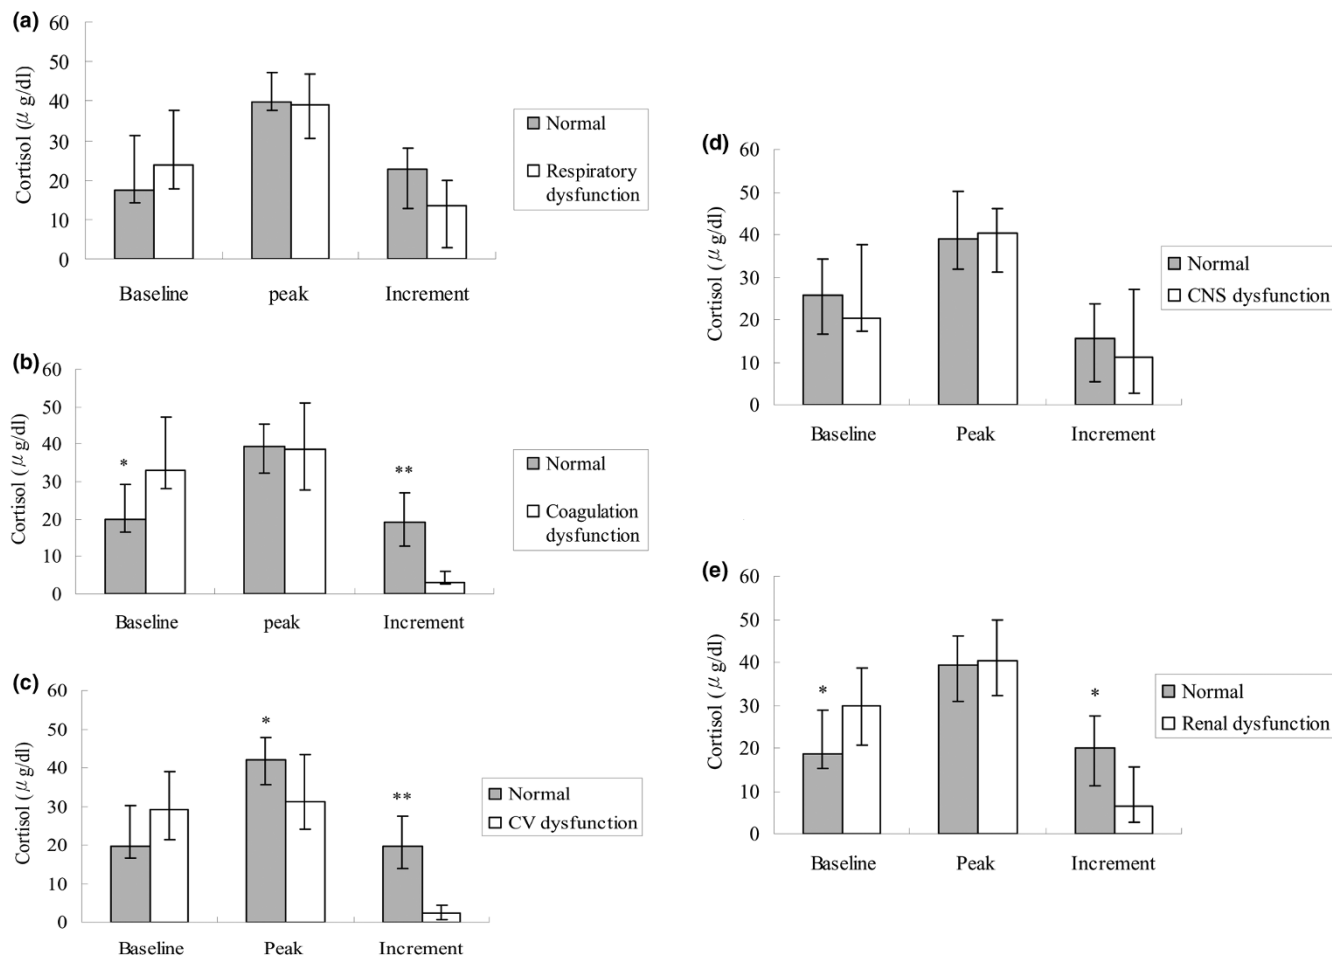 (a)
Cortisol (μ g/dl)
60
50
40
30
20
10
0
Baseline
peak
Increment
Normal
Respiratory
dysfunction
(b)
Cortisol (μ g/dl)
60
50
40
30
20
10
0
*
**
Baseline
peak
Increment
Normal
Coagulation
dysfunction
(c)
Cortisol (μ g/dl)
60
50
40
30
20
10
0
*
**
Baseline
Peak
Increment
Normal
CV dysfunction
(d)
Cortisol (μ g/dl)
60
50
40
30
20
10
0
Baseline
Peak
Increment
Normal
CNS dysfunction
(e)
Cortisol (μ g/dl)
60
50
40
30
20
10
0
*
*
Baseline
Peak
Increment
Normal
Renal dysfunction